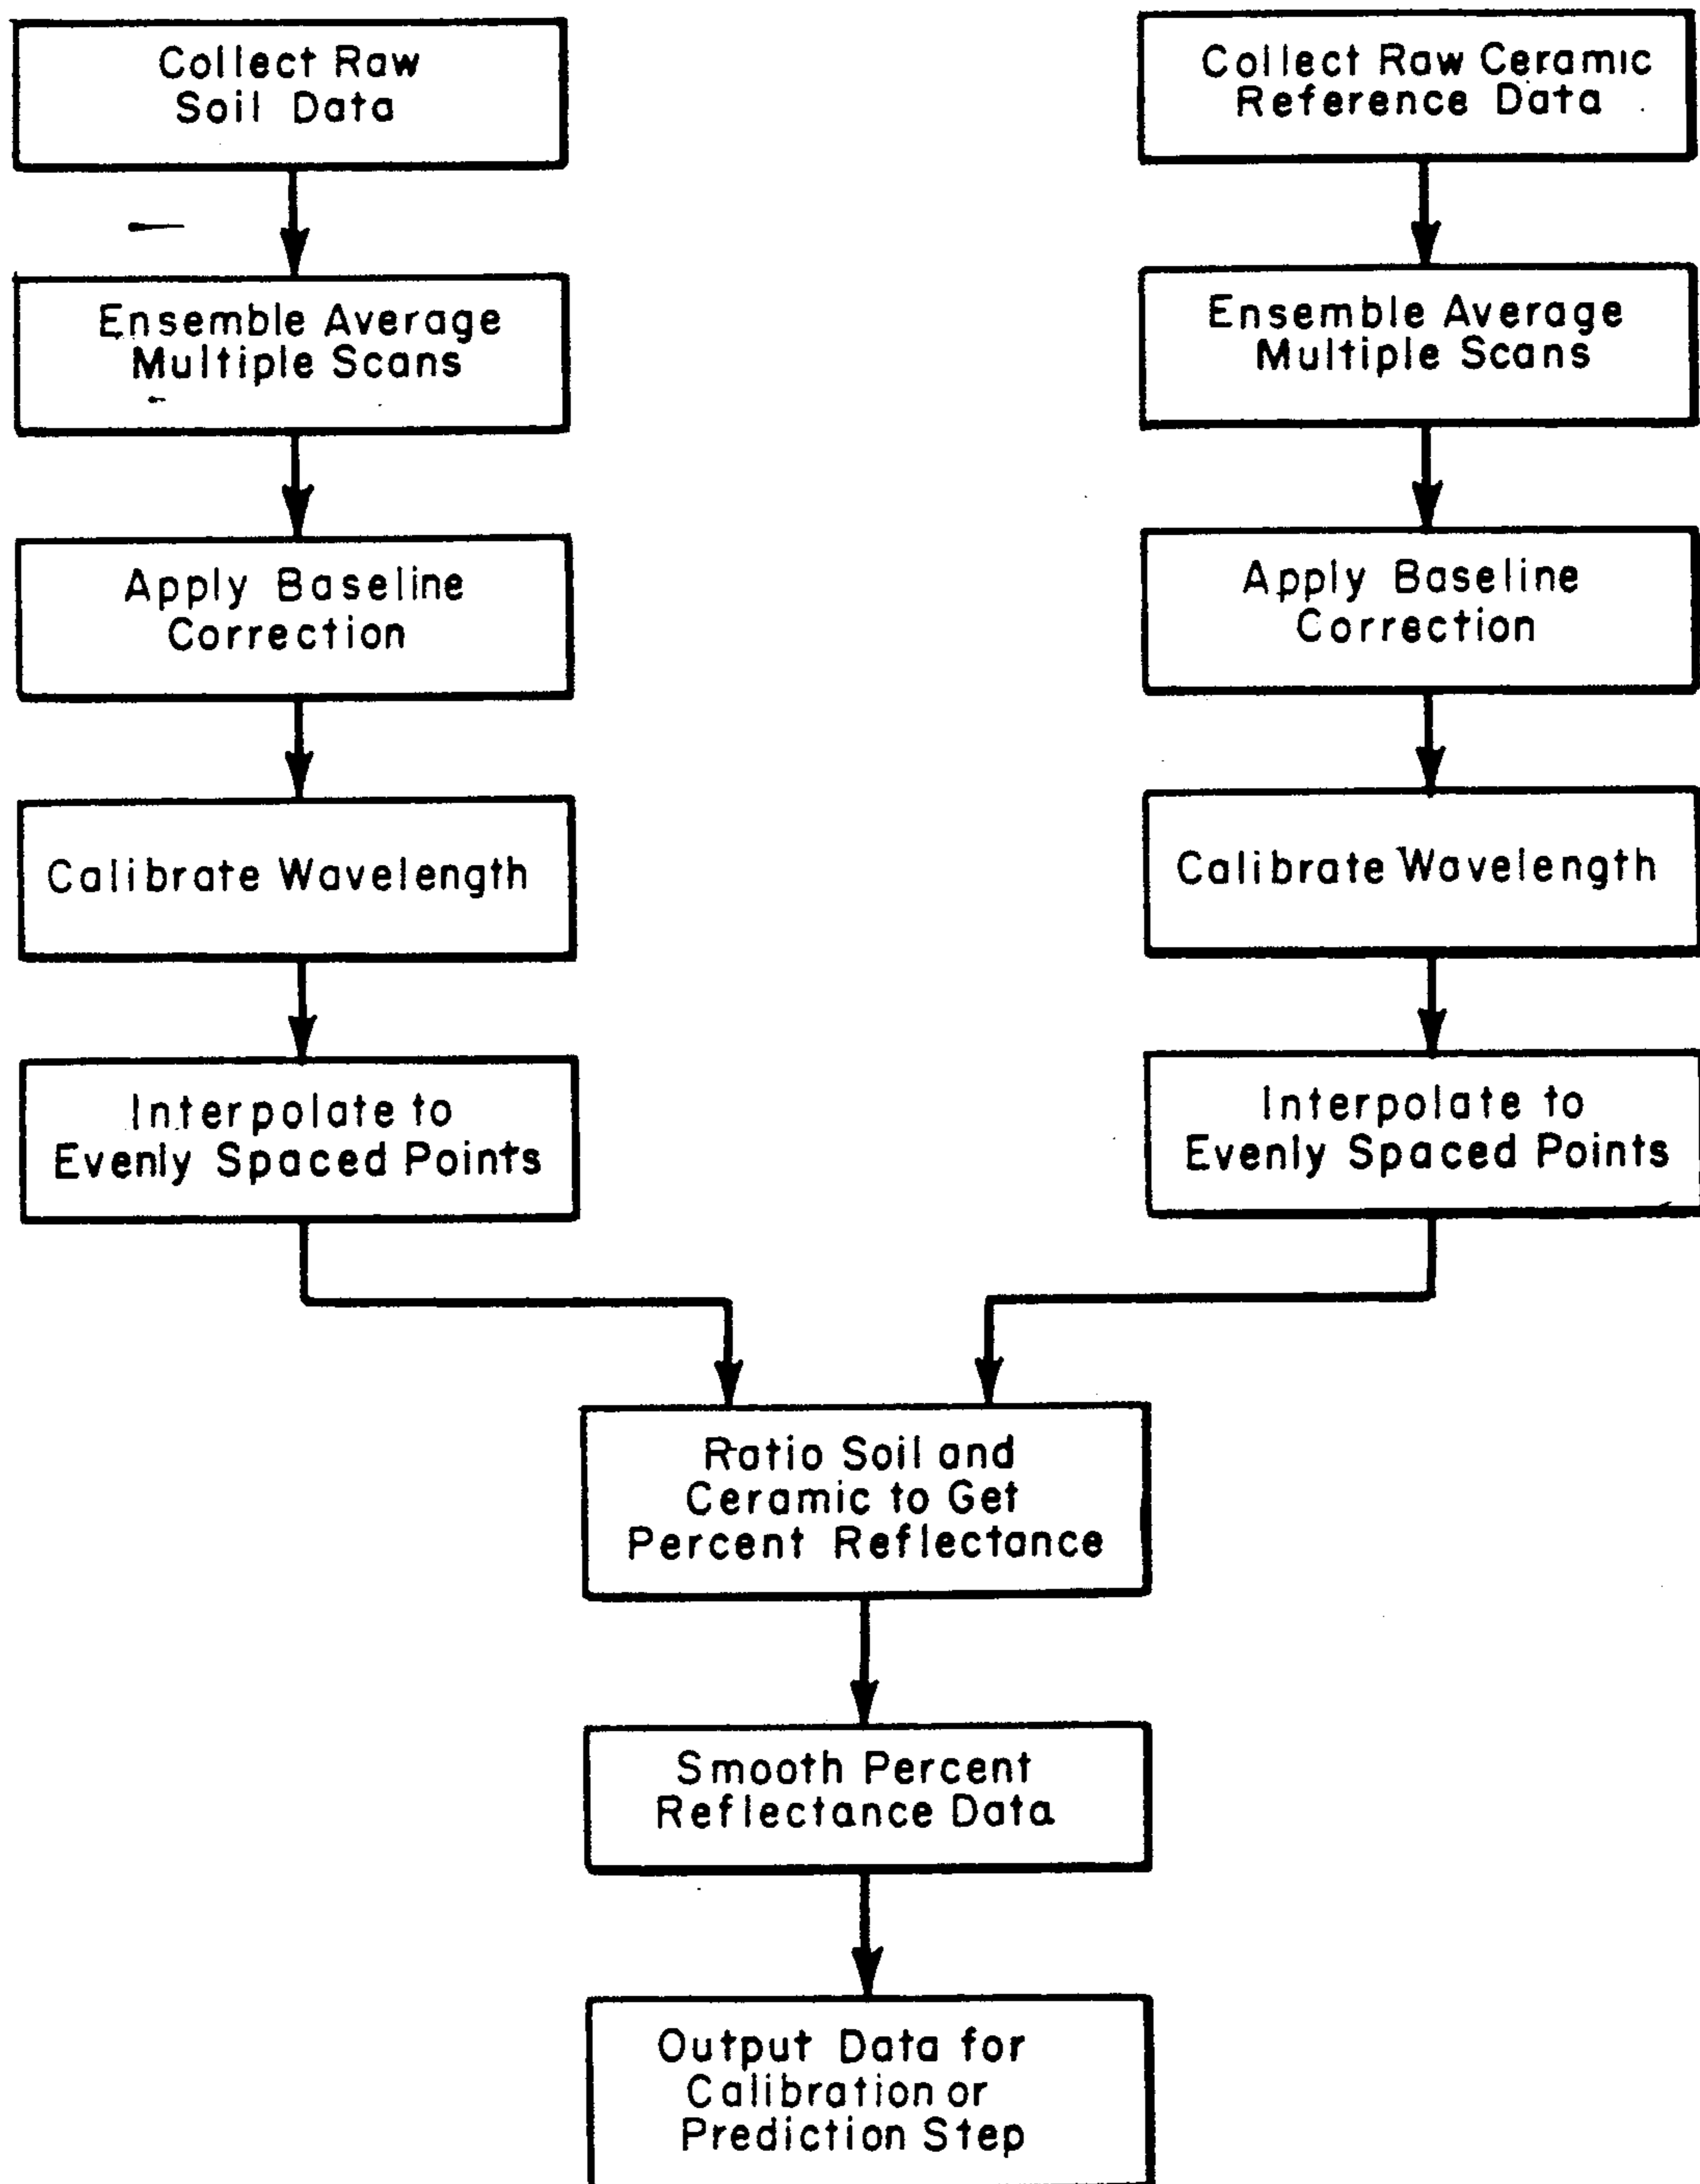 Collect Raw
Soil Data
Ensemble Average
Multiple Scans
Apply Baseline
Correction
Calibrate Wavelength
Interpolate to
Evenly Spaced Points
Collect Raw Ceramic
Reference Data
Ensemble Average
Multiple Scans
Apply Baseline
Correction
Calibrate Wavelength
Interpolate to
Evenly Spaced Points
Ratio Soil and
Ceramic to Get
Percent Reflectance
Smooth Percent
Reflectance Data
Output Data for
Calibration or
Prediction Step